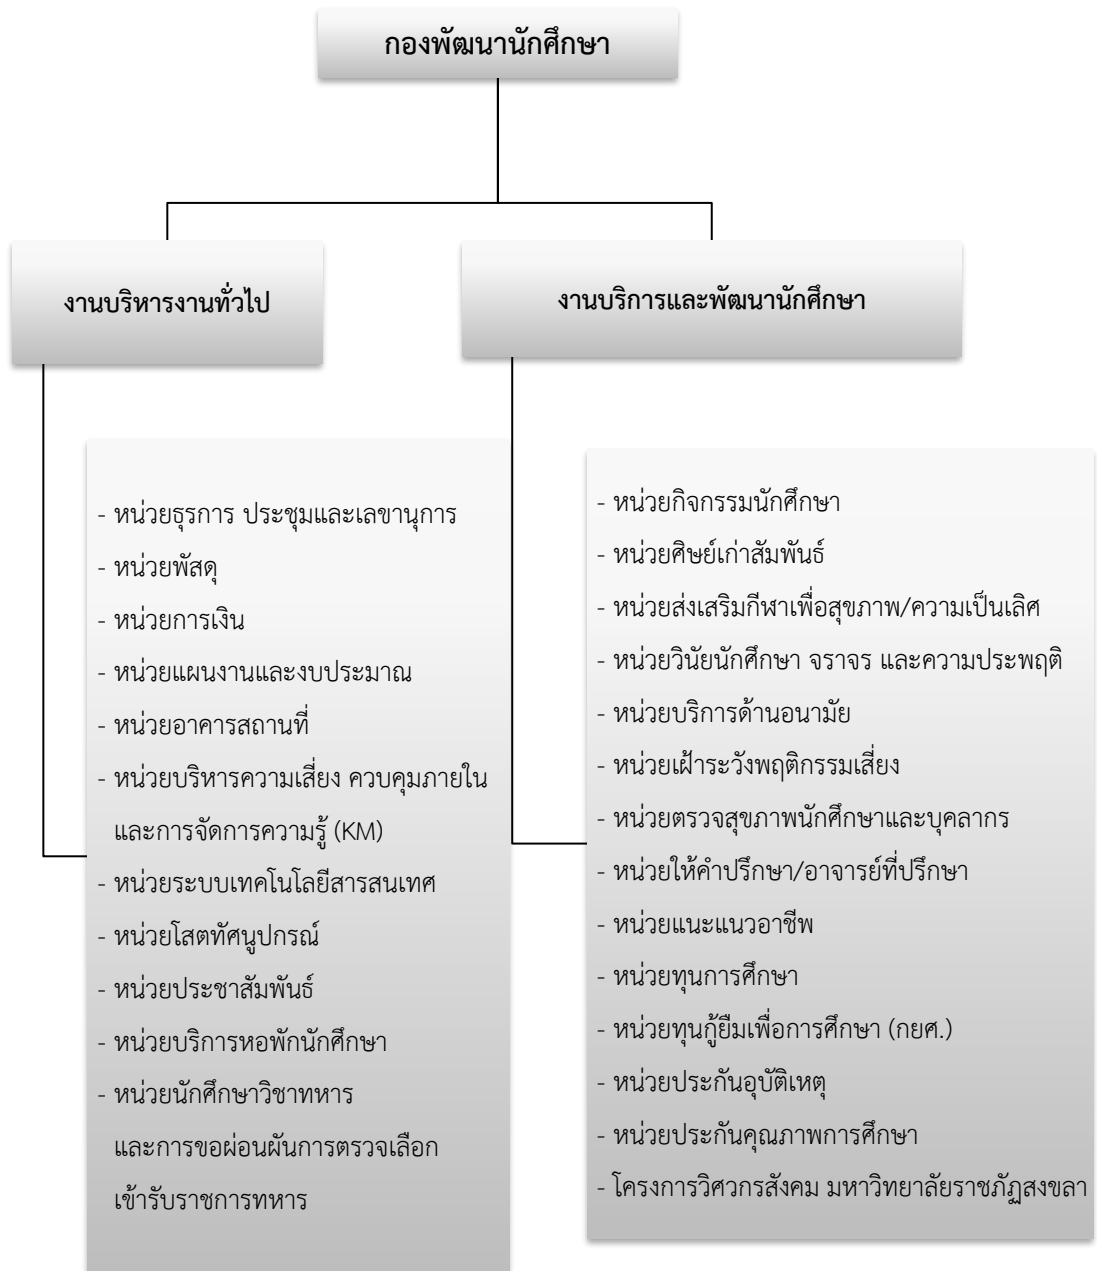 กองพัฒนานักศึกษา
งานบริหารงานทั่วไป
งานบริการและพัฒนานักศึกษา
- หน่วยธุรการ ประชุมและเลขานุการ
- หน่วยพัสดุ
- หน่วยการเงิน
- หน่วยแผนงานและงบประมาณ
- หน่วยอาคารสถานที่
- หน่วยบริหารความเสี่ยง ควบคุมภายใน
และการจัดการความรู้ (KM)
- หน่วยระบบเทคโนโลยีสารสนเทศ
- หน่วยโสตทัศนูปกรณ์
- หน่วยประชาสัมพันธ์
- หน่วยบริการหอพักนักศึกษา
- หน่วยนักศึกษาวิชาทหาร
และการขอผ่อนผันการตรวจเลือก
เข้ารับราชการทหาร
- หน่วยกิจกรรมนักศึกษา
- หน่วยศิษย์เก่าสัมพันธ์
- หน่วยส่งเสริมกีฬาเพื่อสุขภาพ/ความเป็นเลิศ
- หน่วยวินัยนักศึกษา จราจร และความประพฤติ
- หน่วยบริการด้านอนามัย
- หน่วยเฝ้าระวังพฤติกรรมเสี่ยง
- หน่วยตรวจสุขภาพนักศึกษาและบุคลากร
- หน่วยให้คำปรึกษา/อาจารย์ที่ปรึกษา
- หน่วยแนะแนวอาชีพ
- หน่วยทุนการศึกษา
- หน่วยทุนกู้ยืมเพื่อการศึกษา (กยศ.)
- หน่วยประกันอุบัติเหตุ
- หน่วยประกันคุณภาพการศึกษา
- โครงการวิศวกรสังคม มหาวิทยาลัยราชภัฏสงขลา